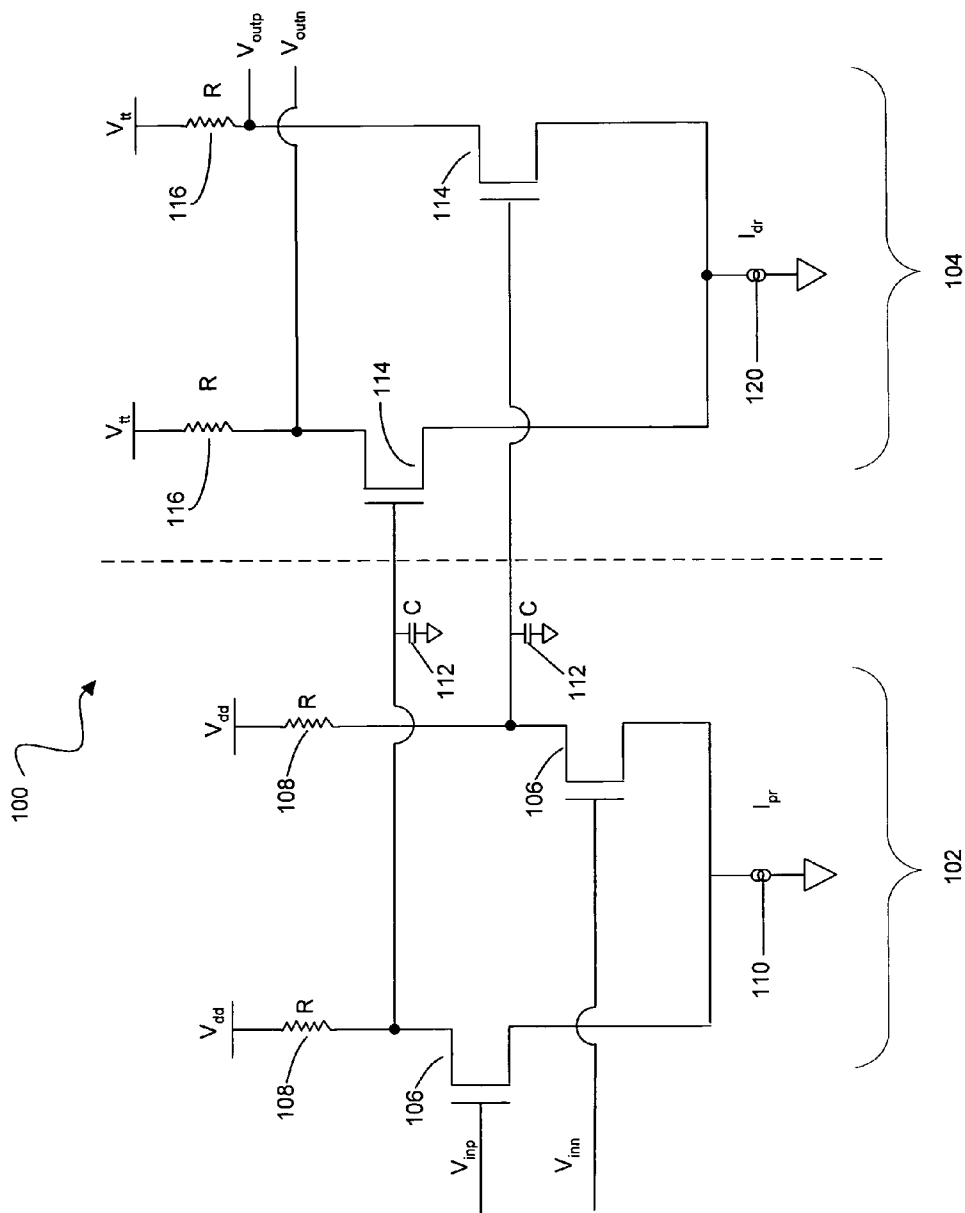 100
V_dd
R
108
V_dd
R
108
106
106
V_inp
V_inn
I_pr
110
102
C
112
C
112
V_tt
R
116
V_tt
R
116
V_outp
V_outn
114
114
I_dr
120
104